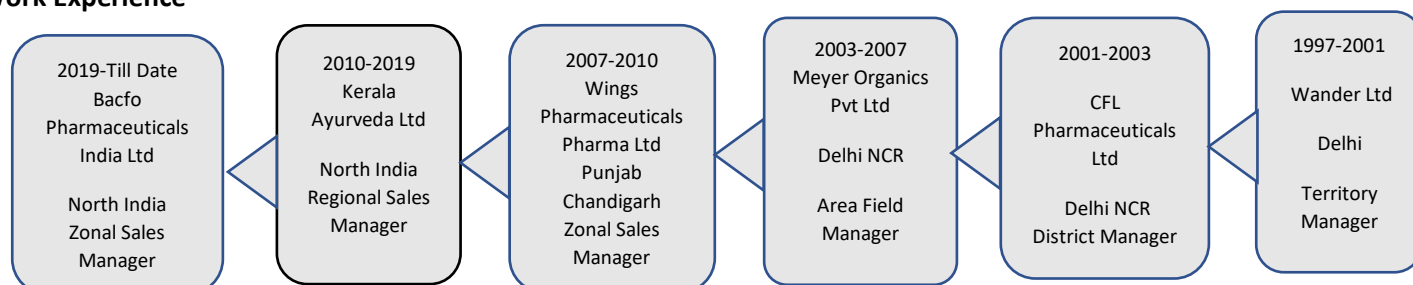 Work Experience
2019-Till Date
Bacfo
Pharmaceuticals
India Ltd
North India
Zonal Sales
Manager
2010-2019
Kerala
Ayurveda Ltd
North India
Regional Sales
Manager
2007-2010
Wings
Pharmaceuticals
Pharma Ltd
Punjab
Chandigarh
Zonal Sales
Manager
2003-2007
Meyer Organics
Pvt Ltd
Delhi NCR
Area Field
Manager
2001-2003
CFL
Pharmaceuticals
Ltd
Delhi NCR
District Manager
1997-2001
Wander Ltd
Delhi
Territory
Manager